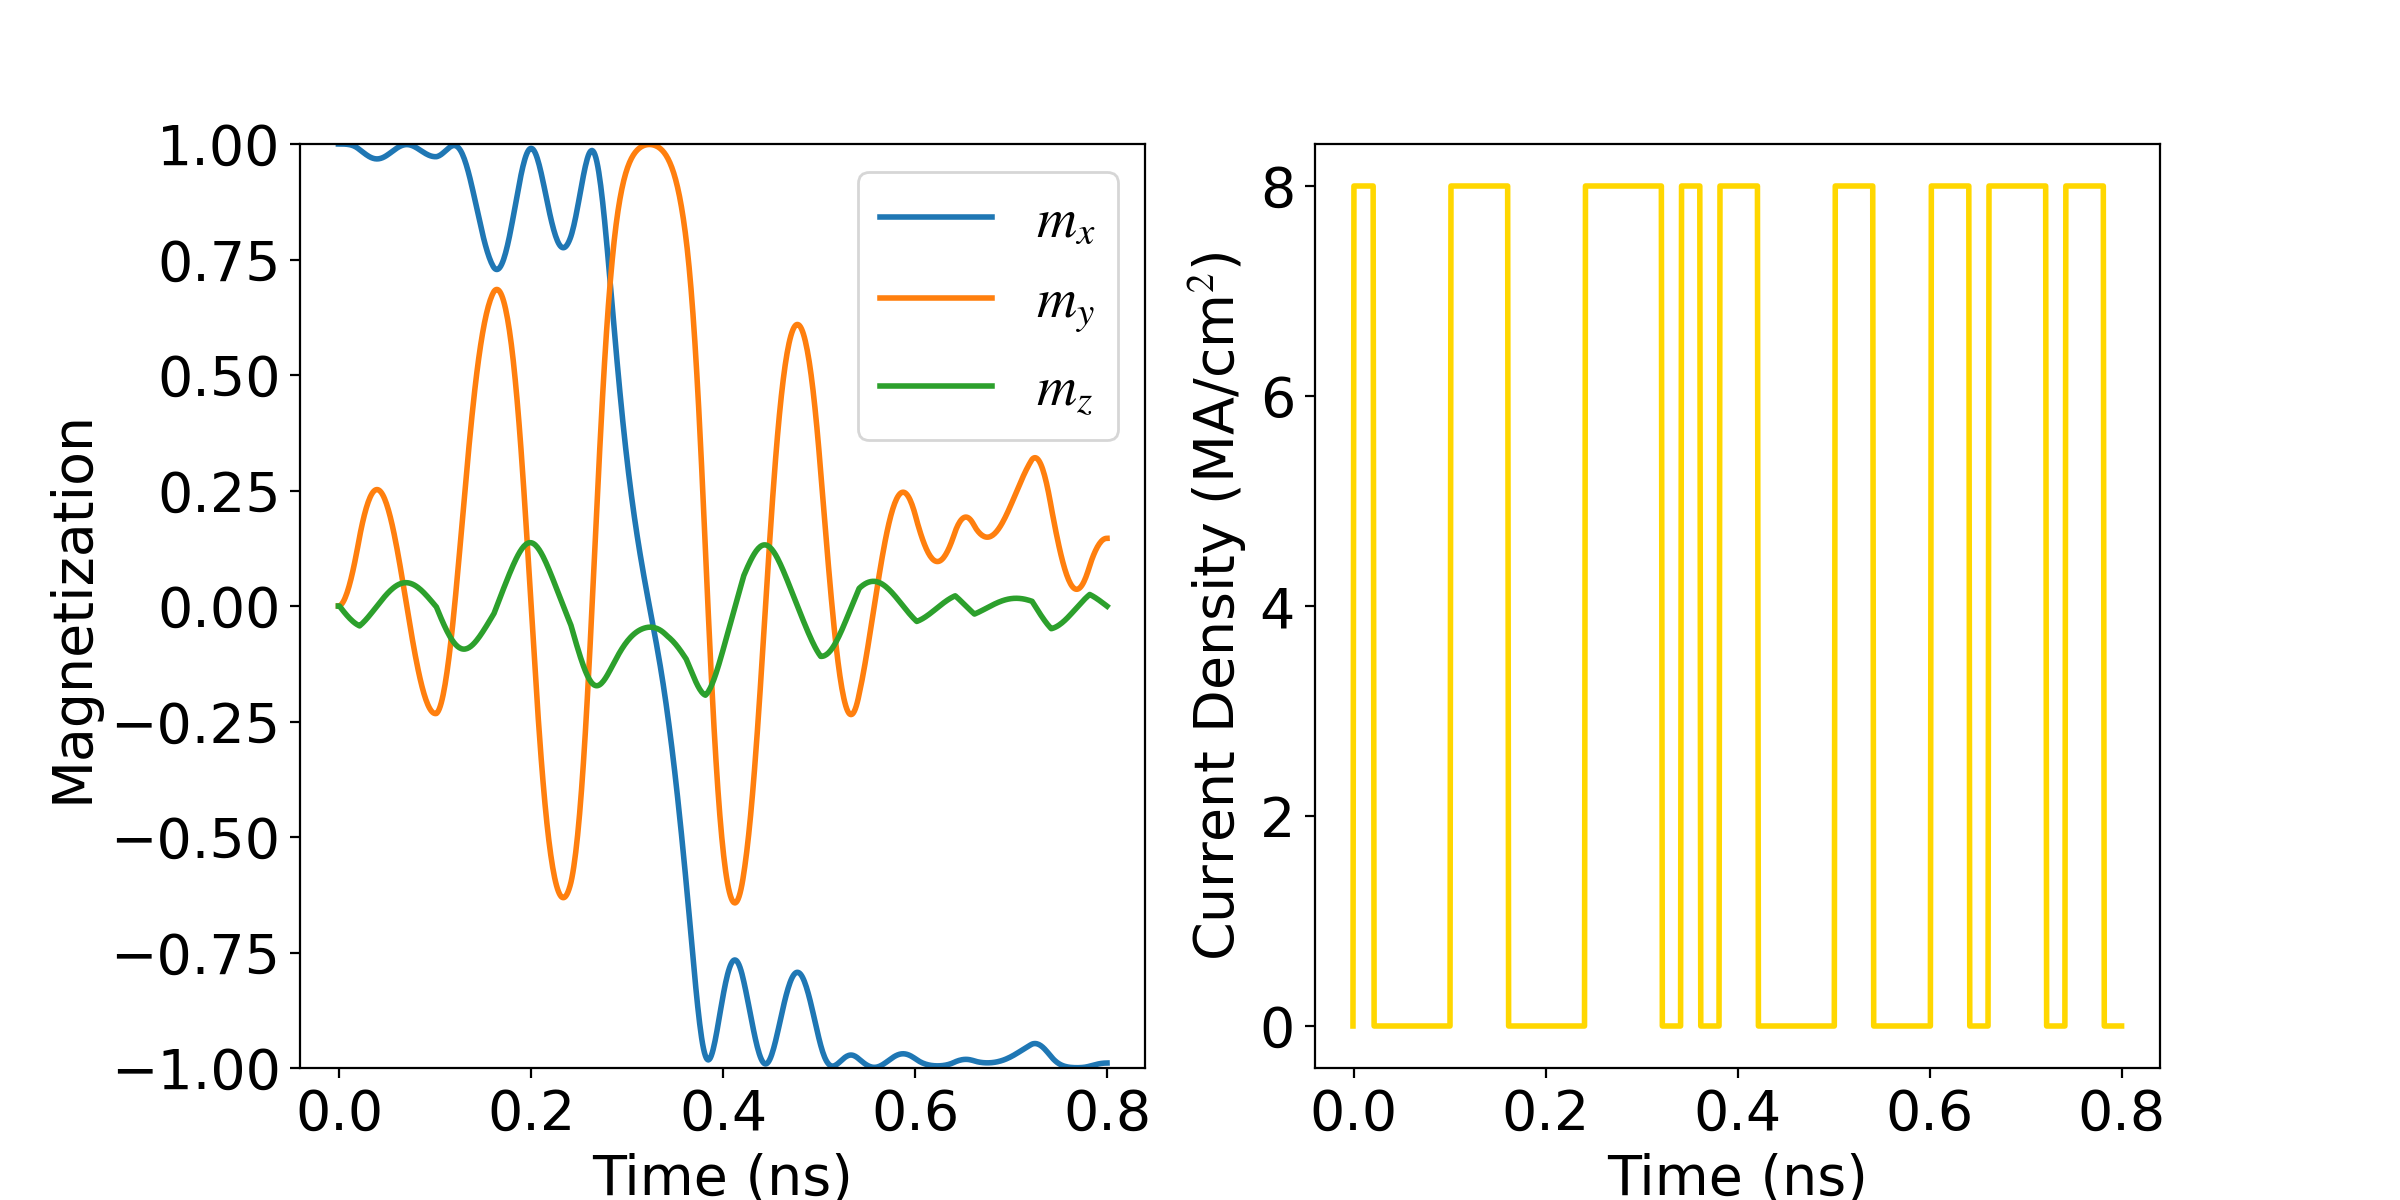 1.00
0.75
0.50
0.25
0.00
−0.25
−0.50
−0.75
−1.00
Magnetization
0.0 0.2 0.4 0.6 0.8
Time (ns)
mₓ
m_y
m_z
8
6
4
2
0
Current Density (MA/cm²)
0.0 0.2 0.4 0.6 0.8
Time (ns)